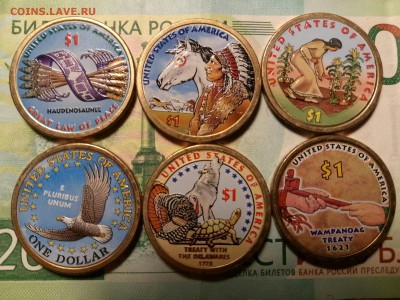 COINS.LAY.RU
БИЛЕТ БАНКА
UNITED STATES OF AMERICA
$1
HAUDENOSAUNEE
GREAT LAW OF PEACE
UNITED STATES OF AMERICA
$1
UNITED STATES OF AMERICA
$1
UNITED STATES OF AMERICA
E
PLURIBUS
UNUM
ONE DOLLAR
UNITED STATES OF AMERICA
$1
TREATY WITH
THE DELAWARES
1778
UNITED STATES OF AMERICA
$1
WAMPANOAG
TREATY
1621
БИЛЕТОВ БАНКА РОССИИ ПРЕСЛЕДУ